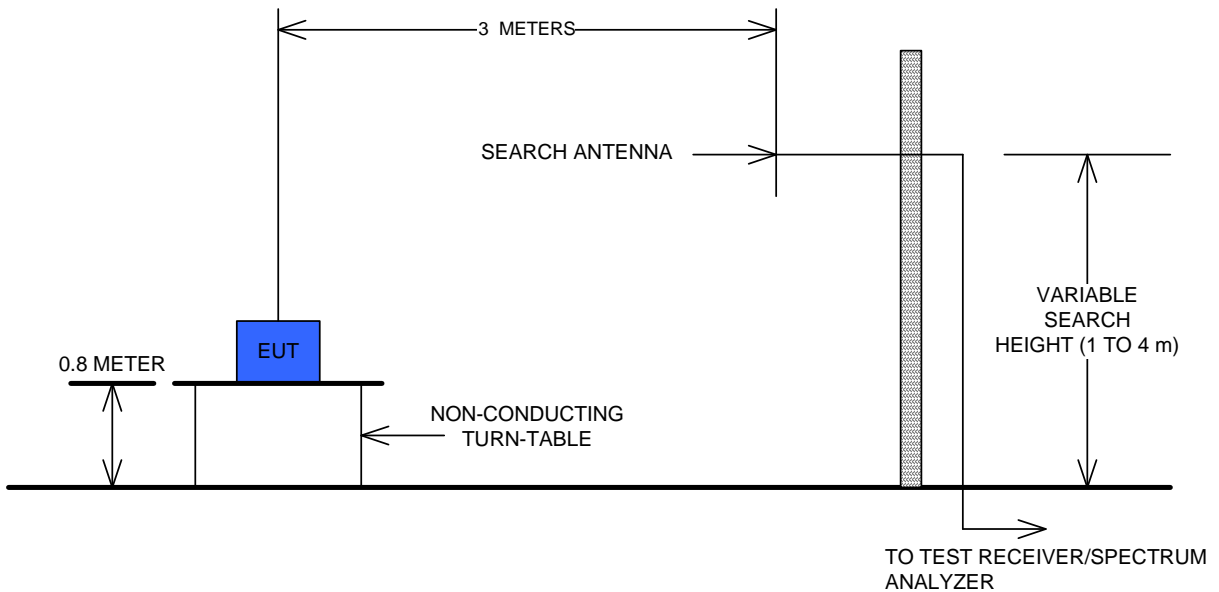 3 METERS
SEARCH ANTENNA
VARIABLE
SEARCH
HEIGHT (1 TO 4 m)
EUT
0.8 METER
NON-CONDUCTING
TURN-TABLE
TO TEST RECEIVER/SPECTRUM
ANALYZER